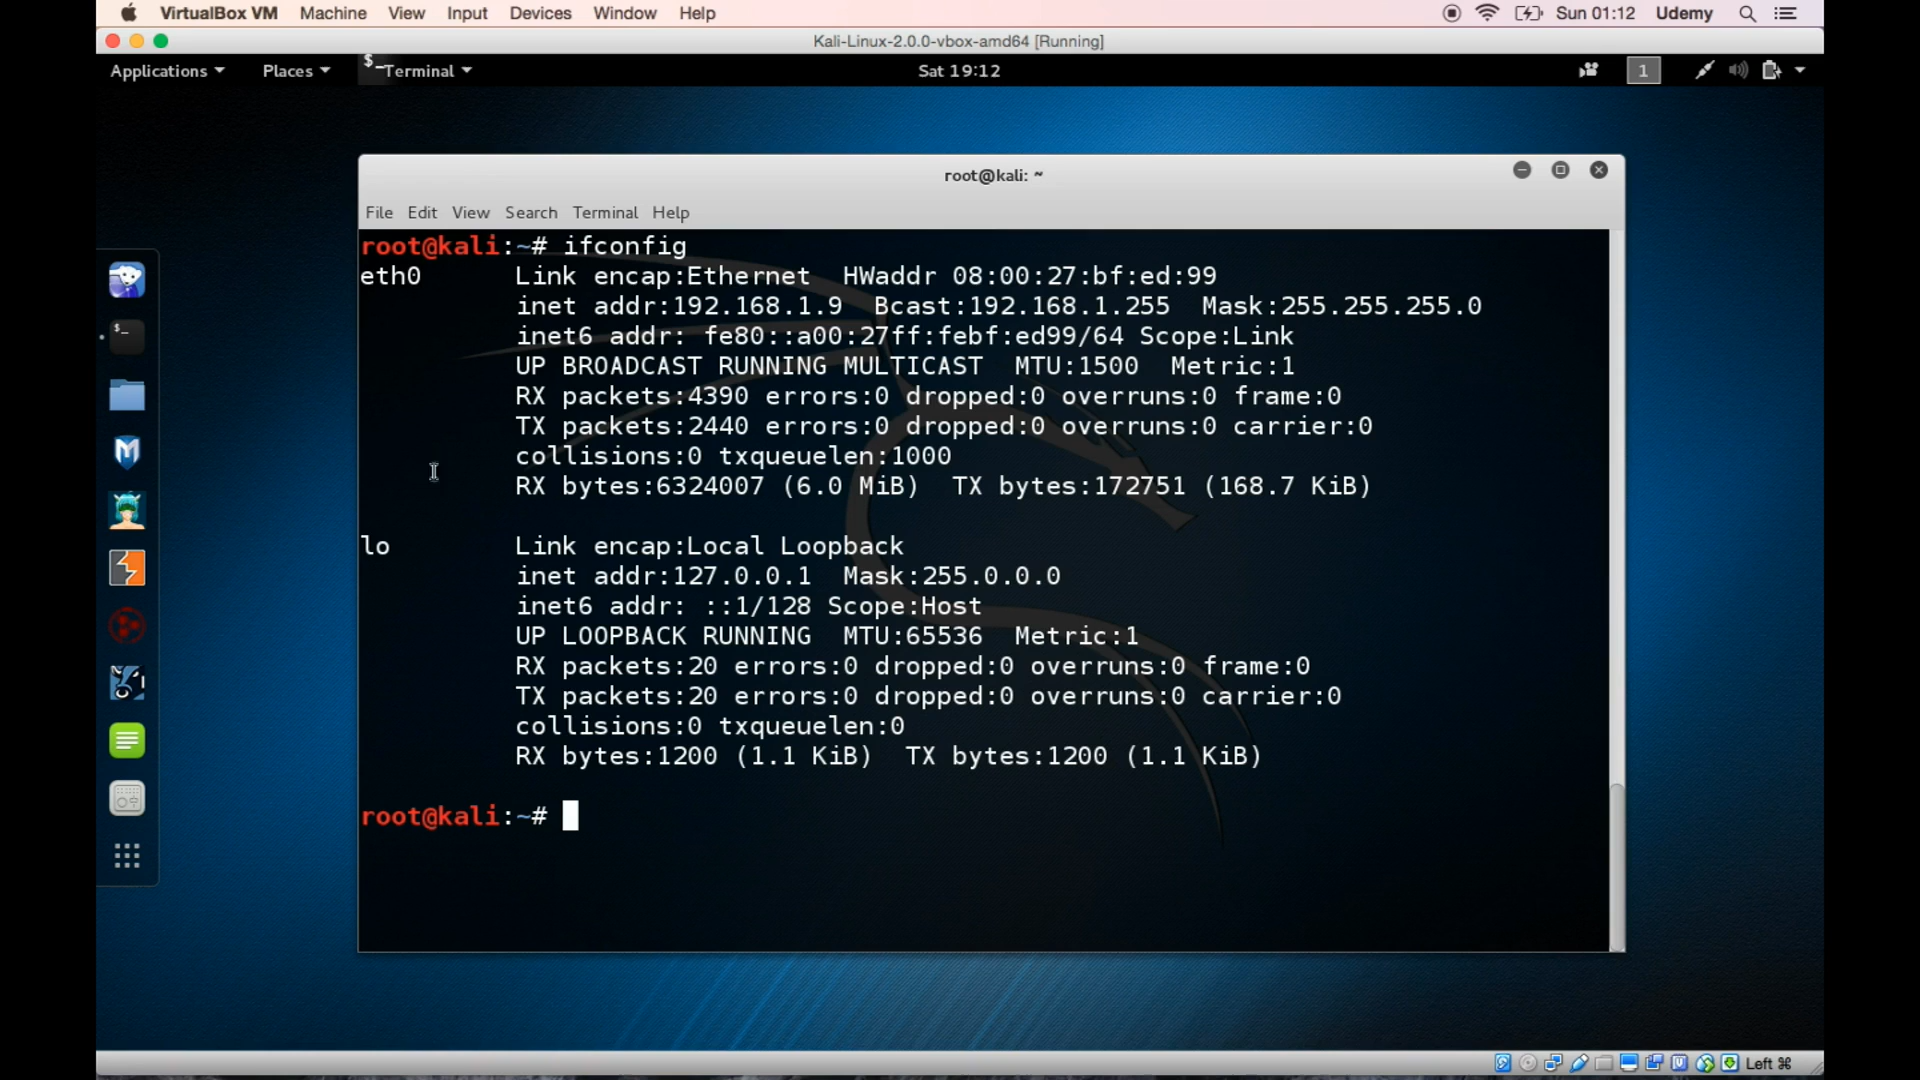 VirtualBox VM Machine View Input Devices Window Help Sun 01:12 Udemy
Kali-Linux-2.0.0-vbox-amd64 [Running]
Applications Places $_ Terminal Sat 19:12 1
root@kali: ~
File Edit View Search Terminal Help
root@kali:~# ifconfig
eth0 Link encap:Ethernet HWaddr 08:00:27:bf:ed:99
inet addr:192.168.1.9 Bcast:192.168.1.255 Mask:255.255.255.0
inet6 addr: fe80::a00:27ff:febf:ed99/64 Scope:Link
UP BROADCAST RUNNING MULTICAST MTU:1500 Metric:1
RX packets:4390 errors:0 dropped:0 overruns:0 frame:0
TX packets:2440 errors:0 dropped:0 overruns:0 carrier:0
collisions:0 txqueuelen:1000
RX bytes:6324007 (6.0 MiB) TX bytes:172751 (168.7 KiB)
lo Link encap:Local Loopback
inet addr:127.0.0.1 Mask:255.0.0.0
inet6 addr: ::1/128 Scope:Host
UP LOOPBACK RUNNING MTU:65536 Metric:1
RX packets:20 errors:0 dropped:0 overruns:0 frame:0
TX packets:20 errors:0 dropped:0 overruns:0 carrier:0
collisions:0 txqueuelen:0
RX bytes:1200 (1.1 KiB) TX bytes:1200 (1.1 KiB)
root@kali:~#
Left ⌘